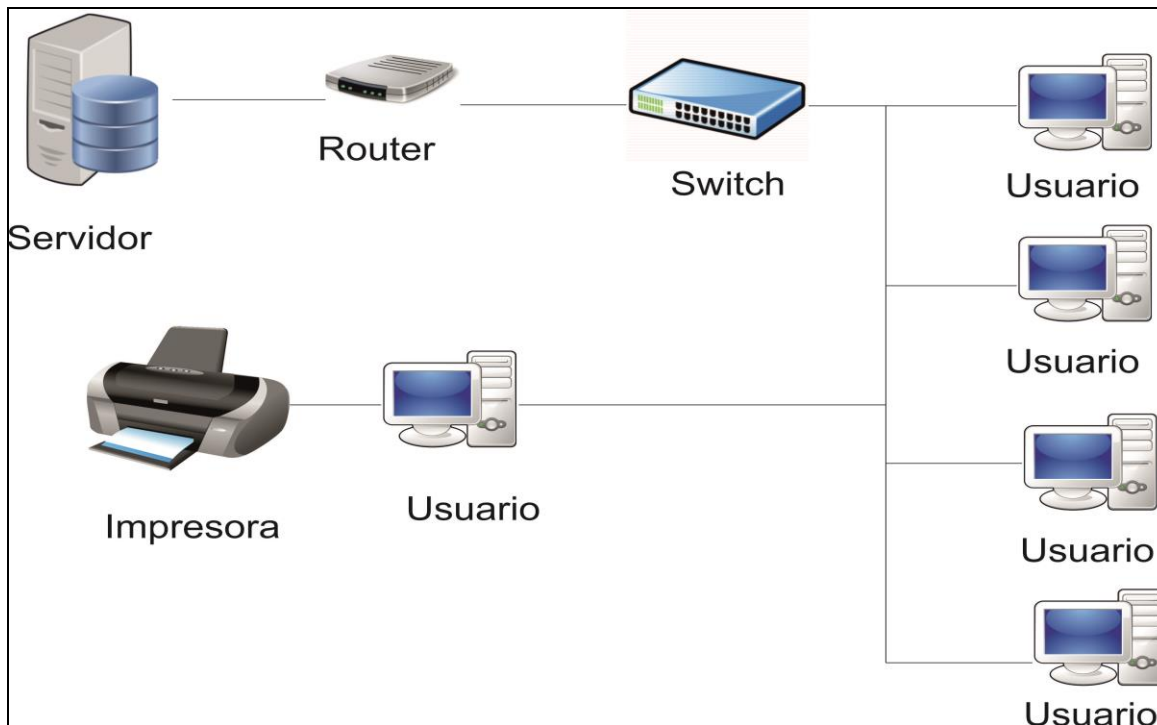 Router
Switch
Usuario
Servidor
Usuario
Impresora
Usuario
Usuario
Usuario